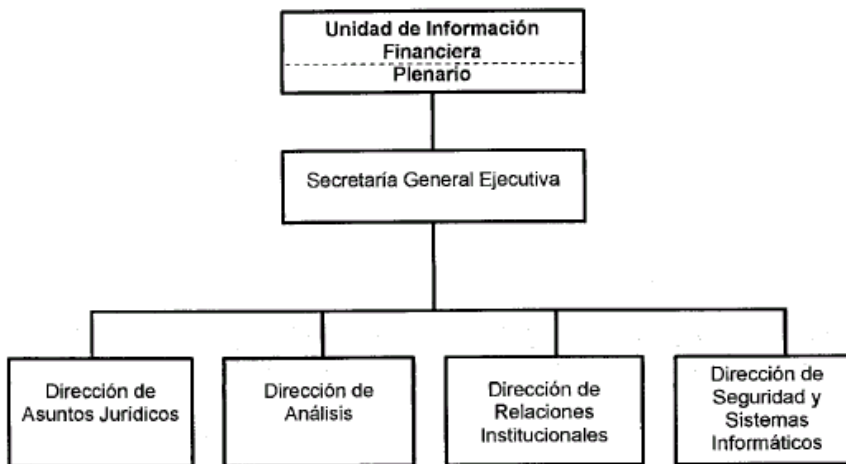 Unidad de Información
Financiera
Plenario
Secretaría General Ejecutiva
Dirección de
Asuntos Juridicos
Dirección de
Análisis
Dirección de
Relaciones
Institucionales
Dirección de
Seguridad y
Sistemas
Informáticos